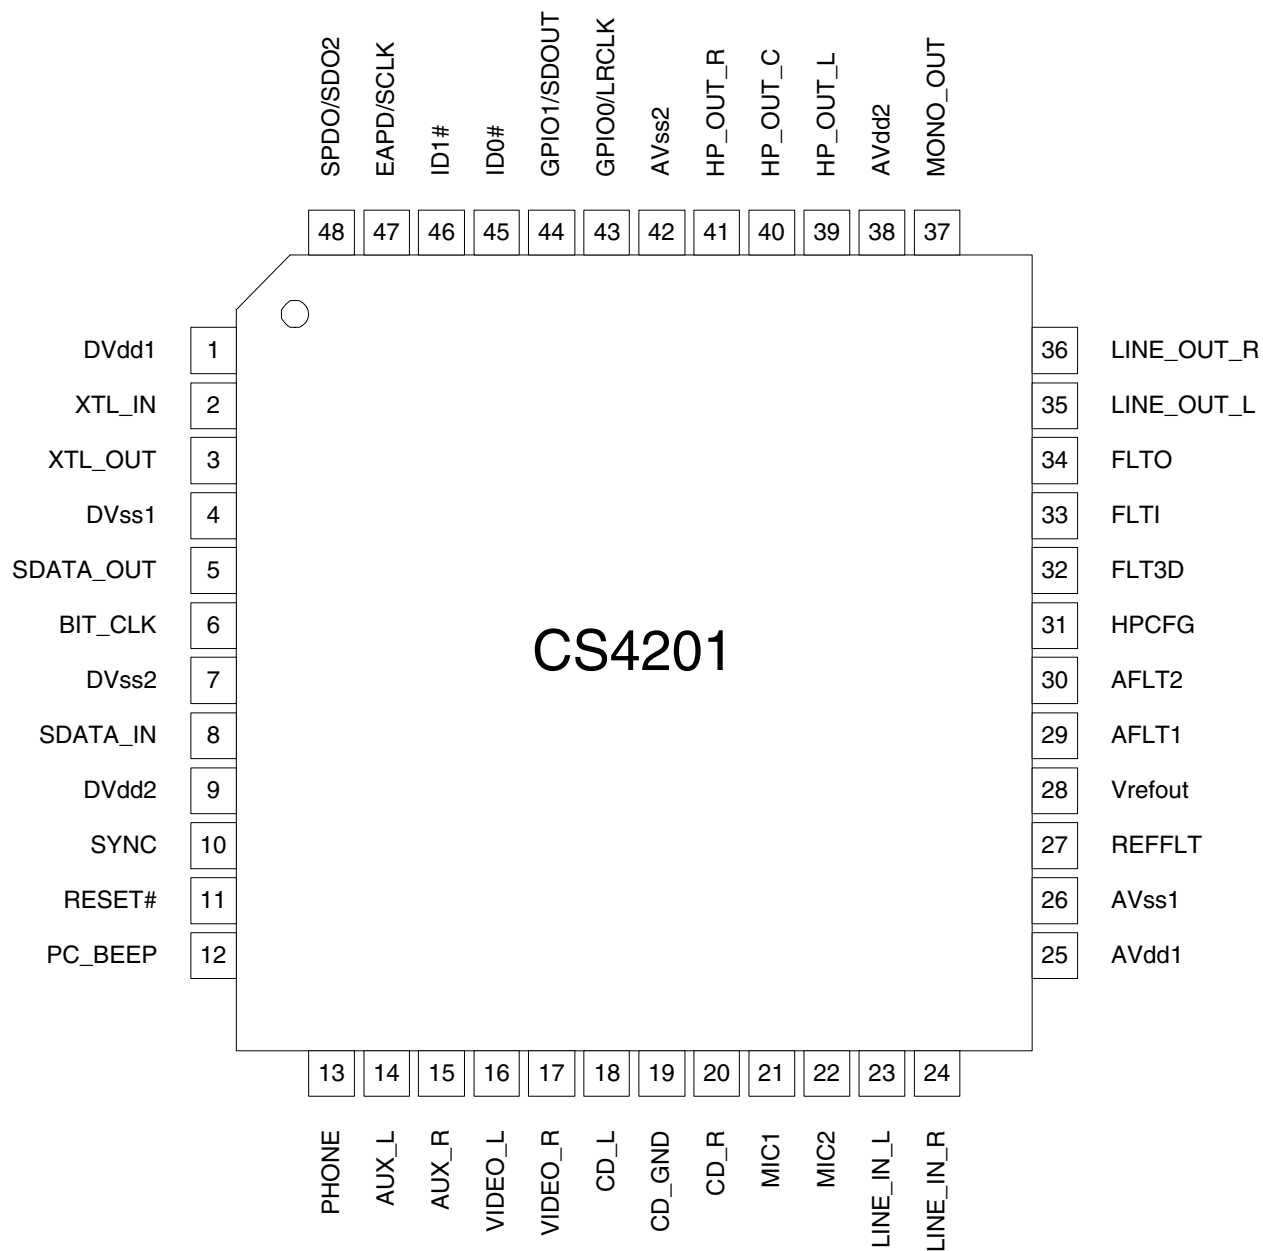 SPDO/SDO2
EAPD/SCLK
ID1#
ID0#
GPIO1/SDOUT
GPIO0/LRCLK
AVss2
HP_OUT_R
HP_OUT_C
HP_OUT_L
AVdd2
MONO_OUT
48 47 46 45 44 43 42 41 40 39 38 37
DVdd1 1 36 LINE_OUT_R
XTL_IN 2 35 LINE_OUT_L
XTL_OUT 3 34 FLTO
DVss1 4 33 FLTI
SDATA_OUT 5 32 FLT3D
BIT_CLK 6 31 HPCFG
CS4201
DVss2 7 30 AFLT2
SDATA_IN 8 29 AFLT1
DVdd2 9 28 Vrefout
SYNC 10 27 REFFLT
RESET# 11 26 AVss1
PC_BEEP 12 25 AVdd1
13 14 15 16 17 18 19 20 21 22 23 24
PHONE
AUX_L
AUX_R
VIDEO_L
VIDEO_R
CD_L
CD_GND
CD_R
MIC1
MIC2
LINE_IN_L
LINE_IN_R